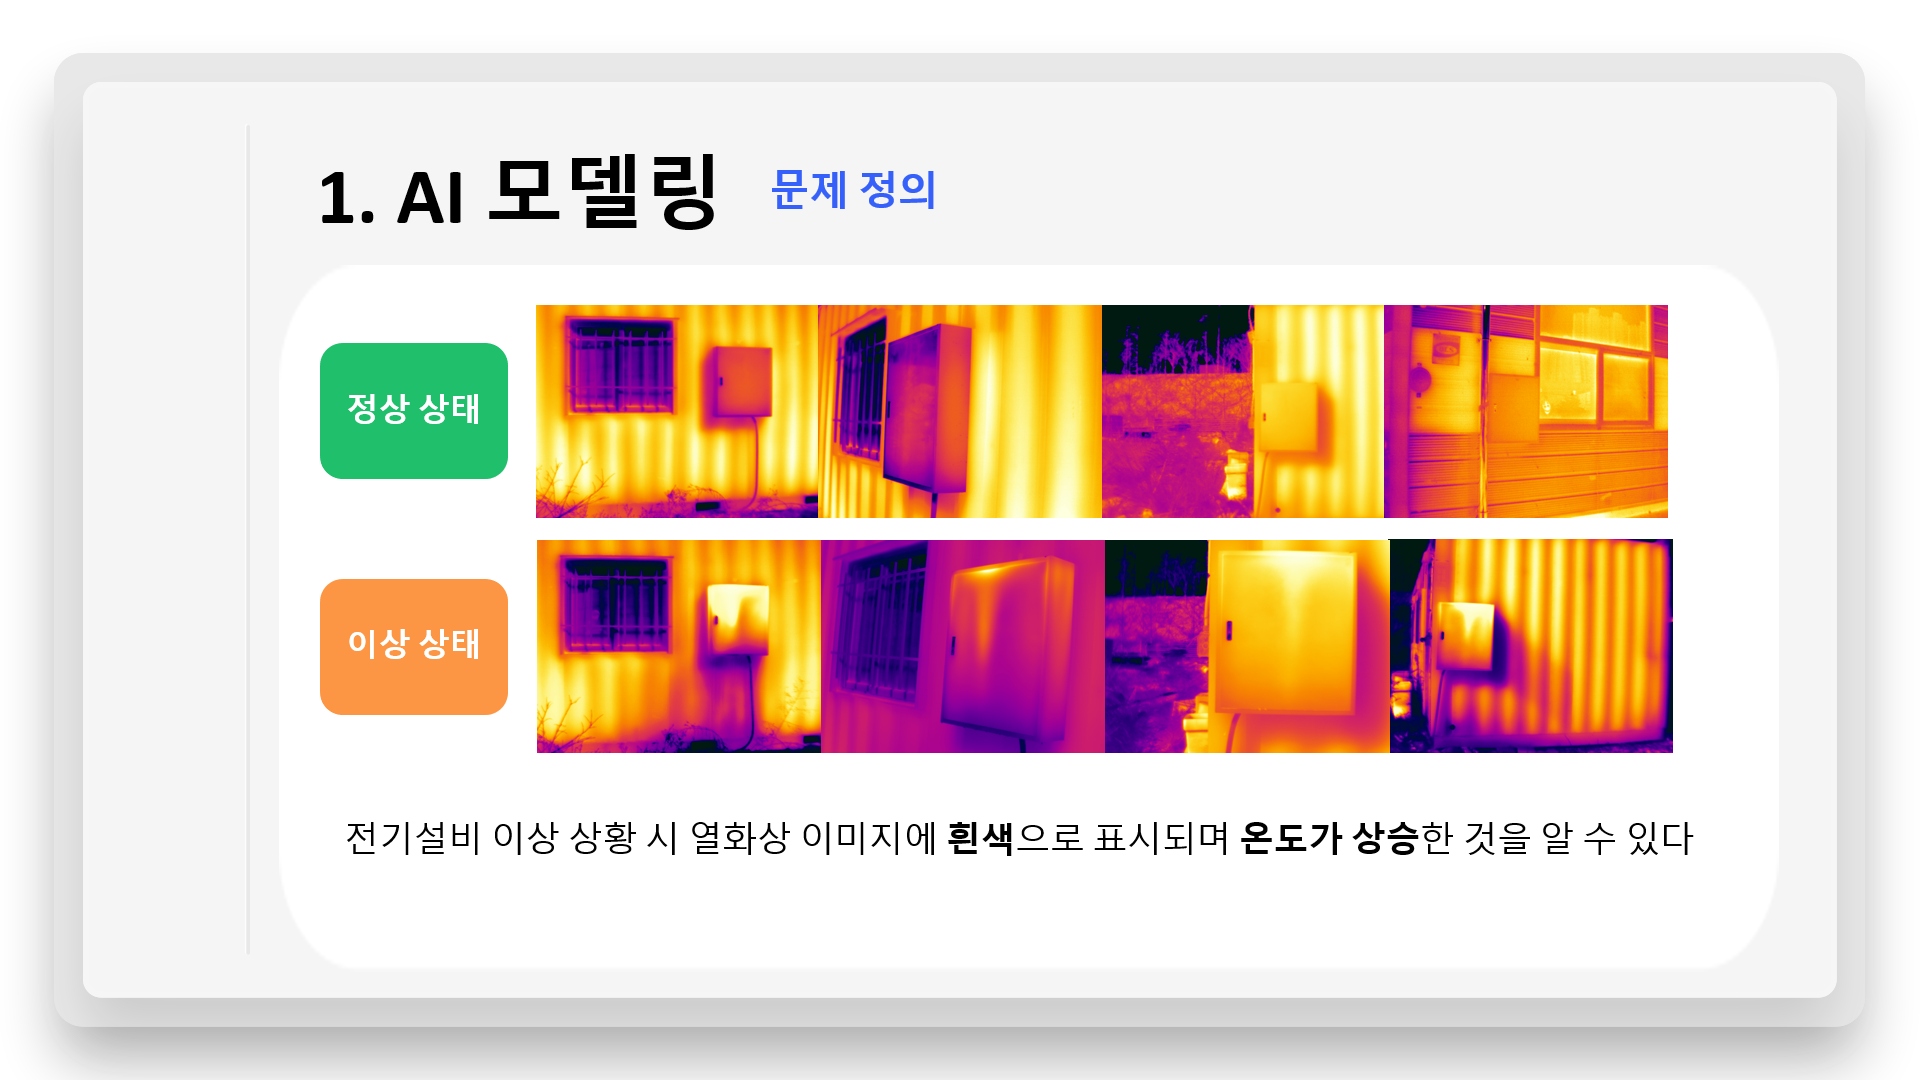 1. AI 모델링 문제 정의
정상 상태
이상 상태
전기설비 이상 상황 시 열화상 이미지에 흰색으로 표시되며 온도가 상승한 것을 알 수 있다